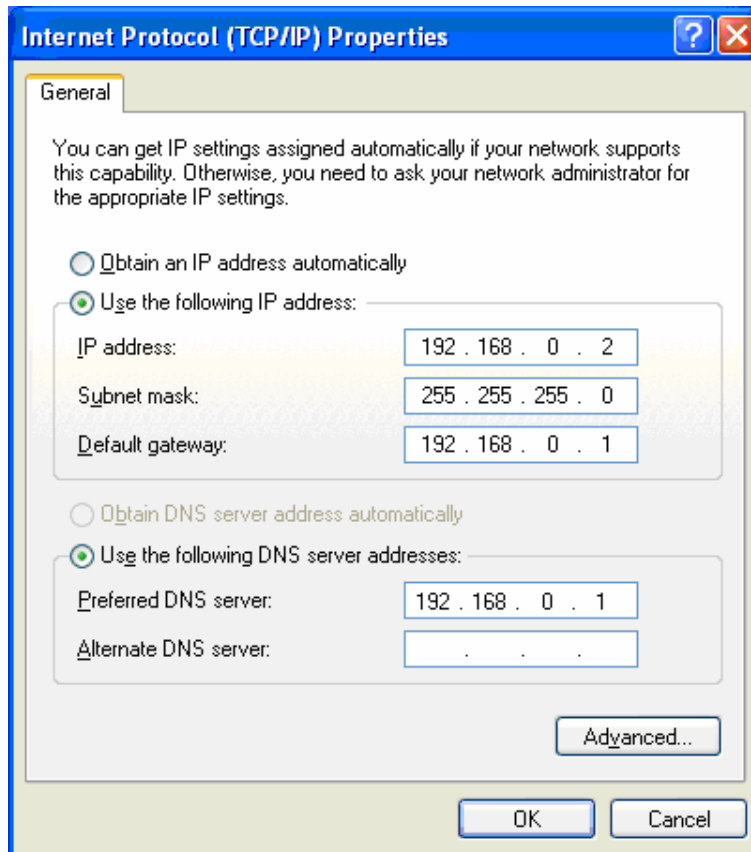 Internet Protocol (TCP/IP) Properties
General
You can get IP settings assigned automatically if your network supports
this capability. Otherwise, you need to ask your network administrator for
the appropriate IP settings.
Obtain an IP address automatically
Use the following IP address:
IP address: 192 . 168 . 0 . 2
Subnet mask: 255 . 255 . 255 . 0
Default gateway: 192 . 168 . 0 . 1
Obtain DNS server address automatically
Use the following DNS server addresses:
Preferred DNS server: 192 . 168 . 0 . 1
Alternate DNS server: . . .
Advanced...
OK Cancel